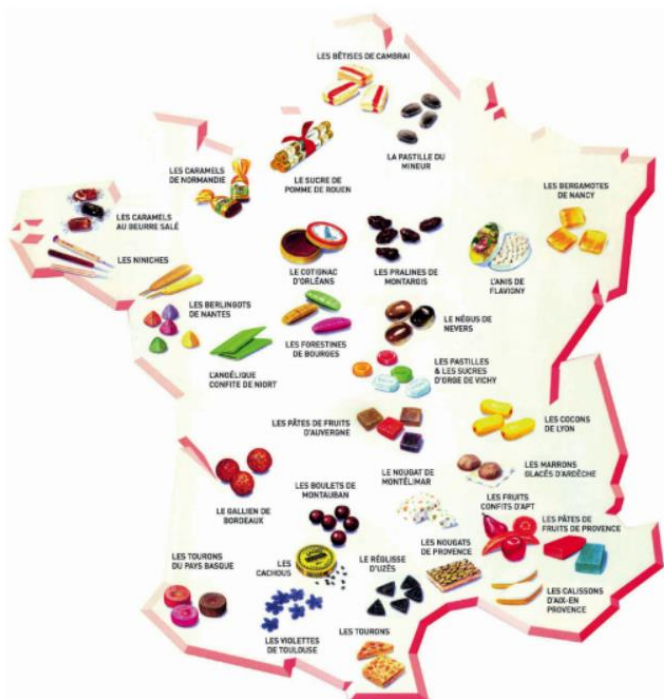 LES BÊTISES DE CAMBRAI
LA PASTILLE DU
MINEUR
LES CARAMELS
DE NORMANDIE
LE SUCRE DE
POMME DE ROUEN
LES BERGAMOTES
DE NANCY
LES CARAMELS
AU BEURRE SALÉ
LES NINICHES
LE COTIGNAC
D'ORLÉANS
LES PRALINES DE
MONTARGIS
L'ANIS DE
FLAVIGNY
LES BERLINGOTS
DE NANTES
LE NÉGUS DE
NEVERS
LES FORESTINES
DE BOURGES
L'ANGÉLIQUE
CONFITE DE NIORT
LES PASTILLES
& LES SUCRES
D'ORGE DE VICHY
LES PÂTES DE FRUITS
D'AUVERGNE
LES COCONS
DE LYON
LES MARRONS
GLACÉS D'ARDÈCHE
LE NOUGAT DE
MONTÉLIMAR
LES BOULETS DE
MONTAUBAN
LE GALLIEN DE
BORDEAUX
LES FRUITS
CONFITS D'APT
LES PÂTES DE
FRUITS DE PROVENCE
LES TOURONS
DU PAYS BASQUE
LES
CACHOUS
LE RÉGLISSE
D'UZÈS
LES NOUGATS
DE PROVENCE
LES CALISSONS
D'AIX-EN
PROVENCE
LES VIOLETTES
DE TOULOUSE
LES TOURONS